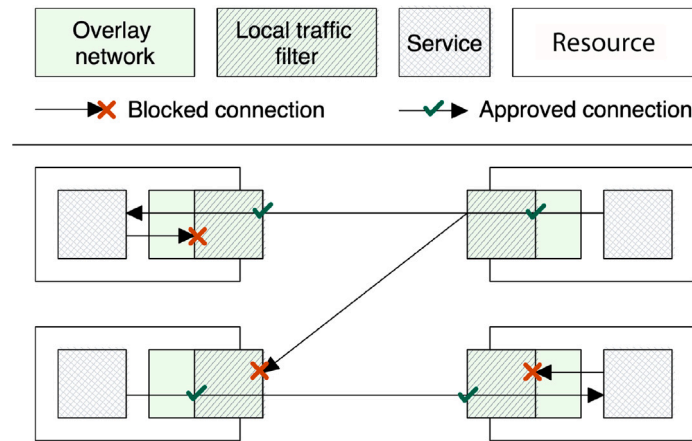 Overlay
network
Local traffic
filter
Service
Resource
Blocked connection
Approved connection